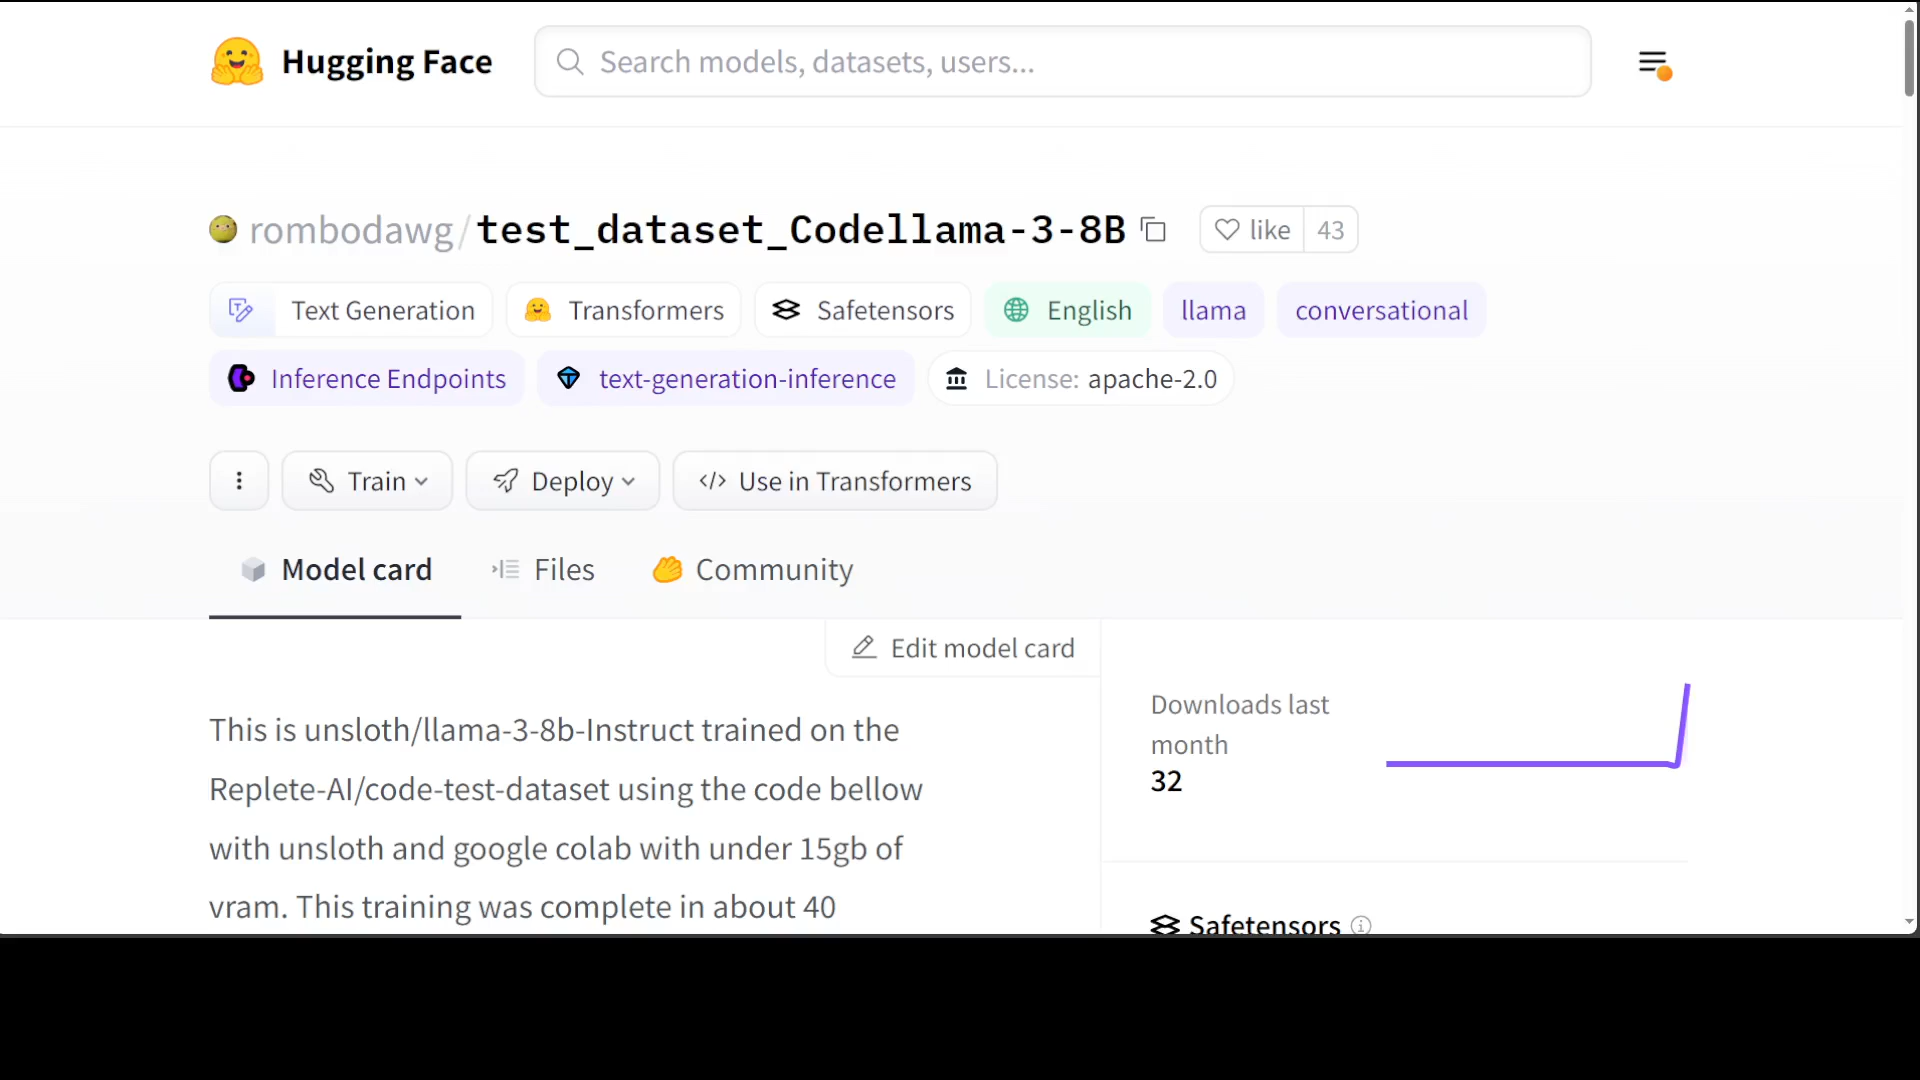 Hugging Face
Search models, datasets, users...
rombodawg/test_dataset_Codellama-3-8B
like 43
Text Generation
Transformers
Safetensors
English
llama
conversational
Inference Endpoints
text-generation-inference
License: apache-2.0
Train
Deploy
</> Use in Transformers
Model card
Files
Community
Edit model card
This is unsloth/llama-3-8b-Instruct trained on the
Replete-AI/code-test-dataset using the code bellow
with unsloth and google colab with under 15gb of
vram. This training was complete in about 40
Downloads last
month
32
Safetensors